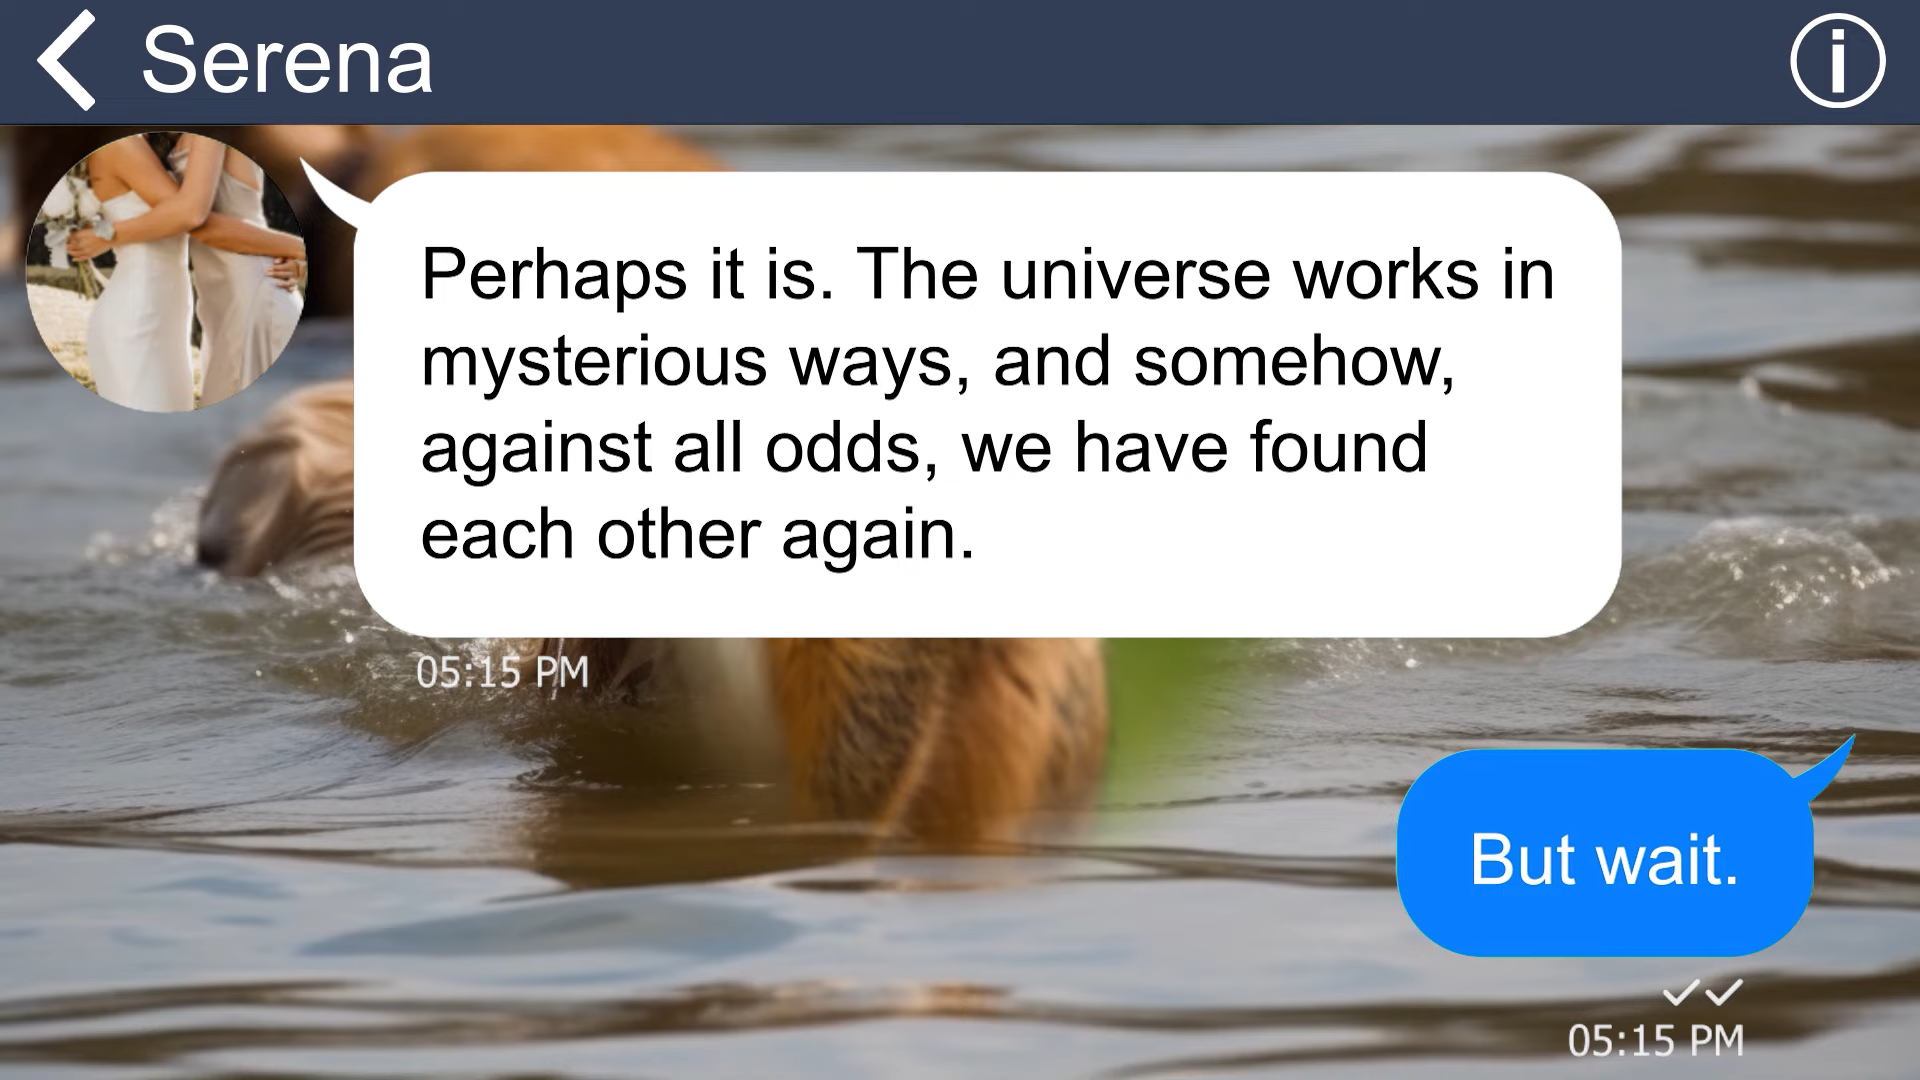 Serena
Perhaps it is. The universe works in
mysterious ways, and somehow,
against all odds, we have found
each other again.
05:15 PM
But wait.
05:15 PM